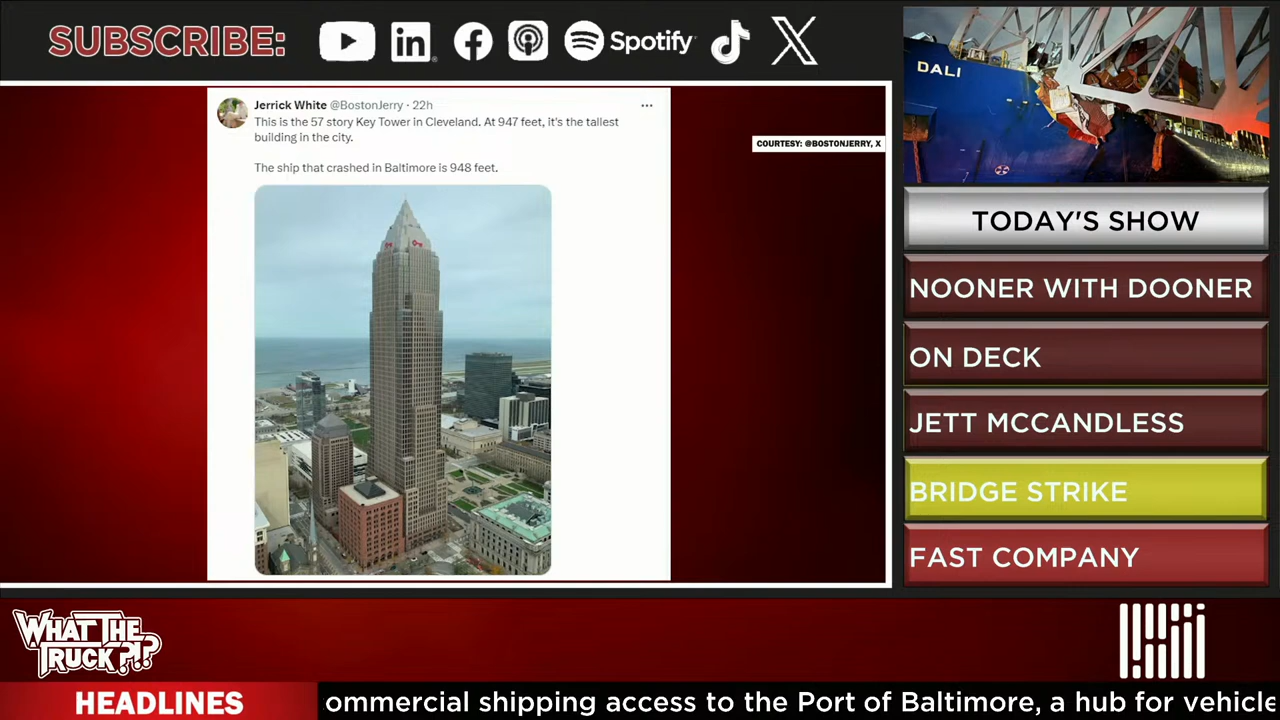 SUBSCRIBE:
Spotify
Jerrick White @BostonJerry · 22h
This is the 57 story Key Tower in Cleveland. At 947 feet, it's the tallest
building in the city.
The ship that crashed in Baltimore is 948 feet.
COURTESY: @BOSTONJERRY, X
DALI
TODAY'S SHOW
NOONER WITH DOONER
ON DECK
JETT MCCANDLESS
BRIDGE STRIKE
FAST COMPANY
WHAT THE
TRUCK?!?
HEADLINES
ommercial shipping access to the Port of Baltimore, a hub for vehicle